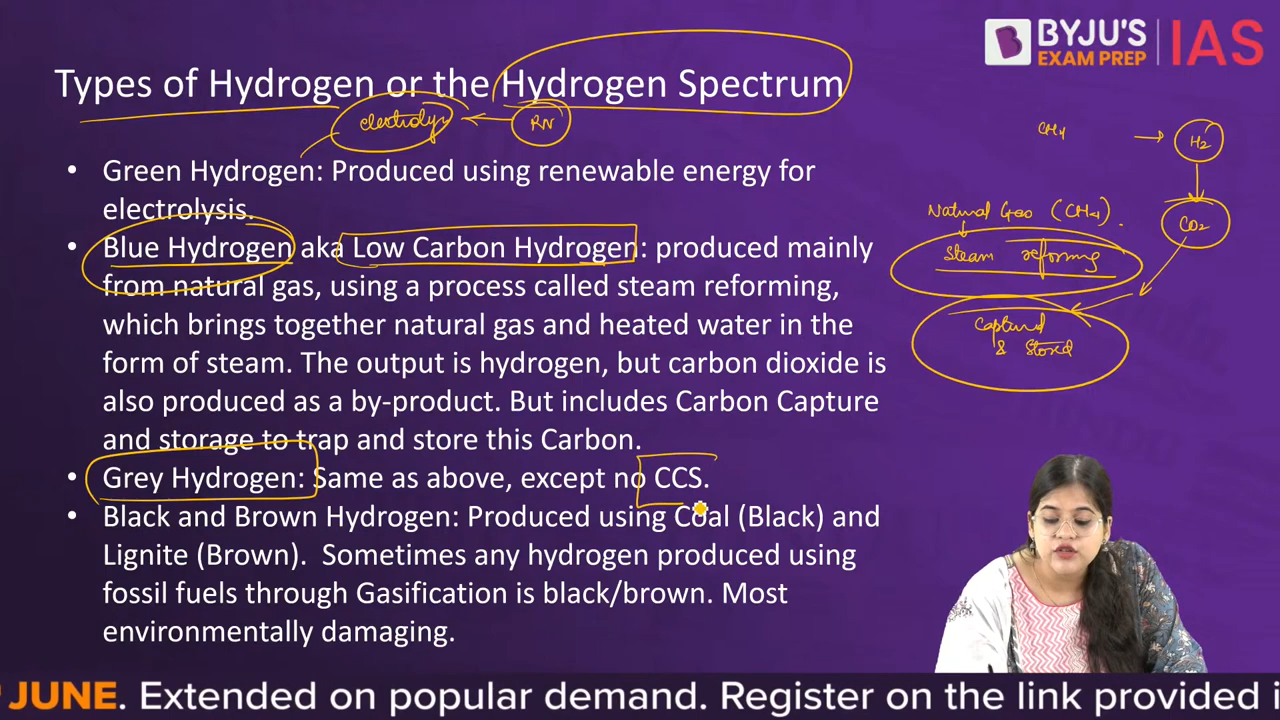 BYJU'S
EXAM PREP
IAS
Types of Hydrogen or the Hydrogen Spectrum
RN
CH4
H2
• Green Hydrogen: Produced using renewable energy for
electrolysis.
Natural Gas (CH4).
CO2
• Blue Hydrogen aka Low Carbon Hydrogen: produced mainly
from natural gas, using a process called steam reforming,
which brings together natural gas and heated water in the
form of steam. The output is hydrogen, but carbon dioxide is
also produced as a by-product. But includes Carbon Capture
and storage to trap and store this Carbon.
Steam reforming
Captured
& Stored
• Grey Hydrogen: Same as above, except no CCS.
• Black and Brown Hydrogen: Produced using Coal (Black) and
Lignite (Brown). Sometimes any hydrogen produced using
fossil fuels through Gasification is black/brown. Most
environmentally damaging.
JUNE. Extended on popular demand. Register on the link provided i